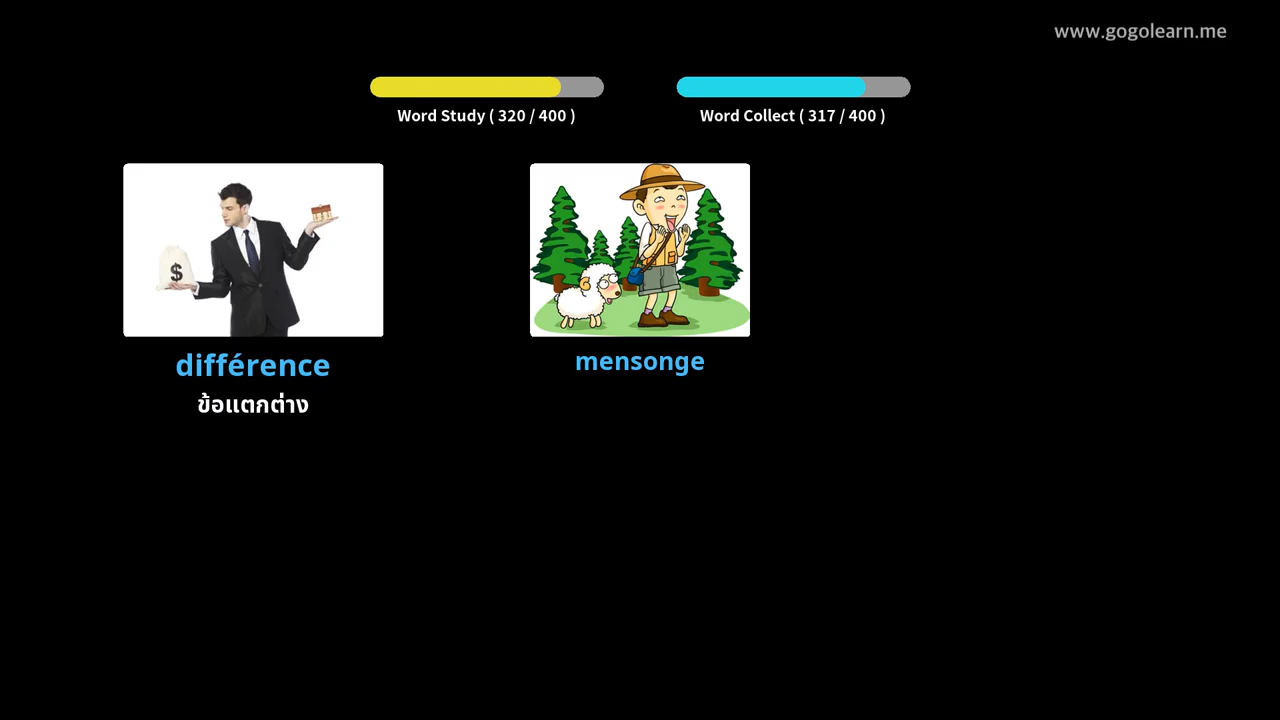 www.gogolearn.me
Word Study ( 320 / 400 )
Word Collect ( 317 / 400 )
$
différence
ข้อแตกต่าง
mensonge